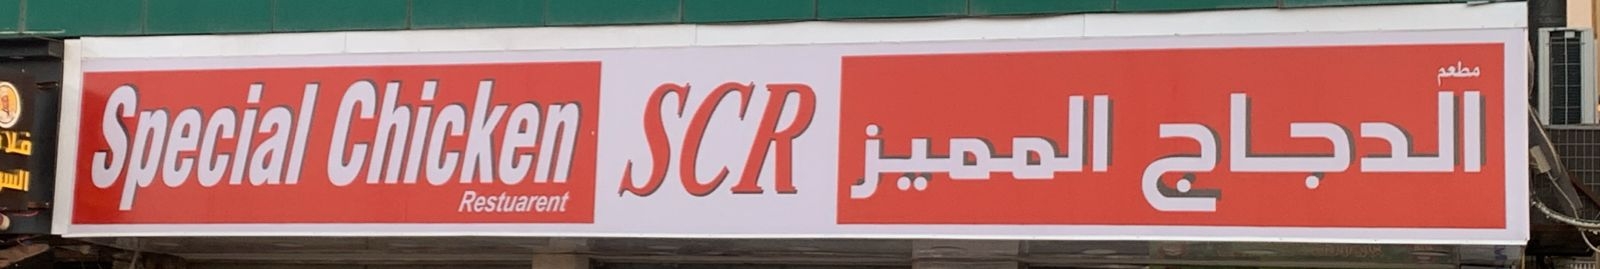 Special Chicken
Restuarent
SCR
مطعم
الدجاج المميز